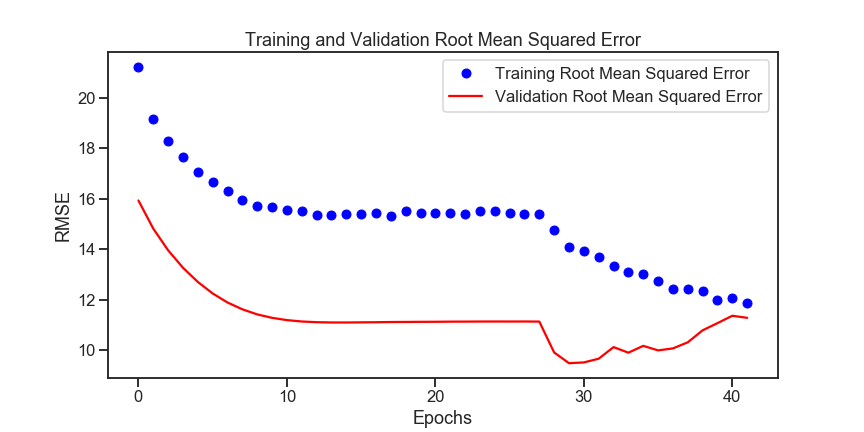 Training and Validation Root Mean Squared Error
Training Root Mean Squared Error
Validation Root Mean Squared Error
RMSE
20
18
16
14
12
10
0 10 20 30 40
Epochs